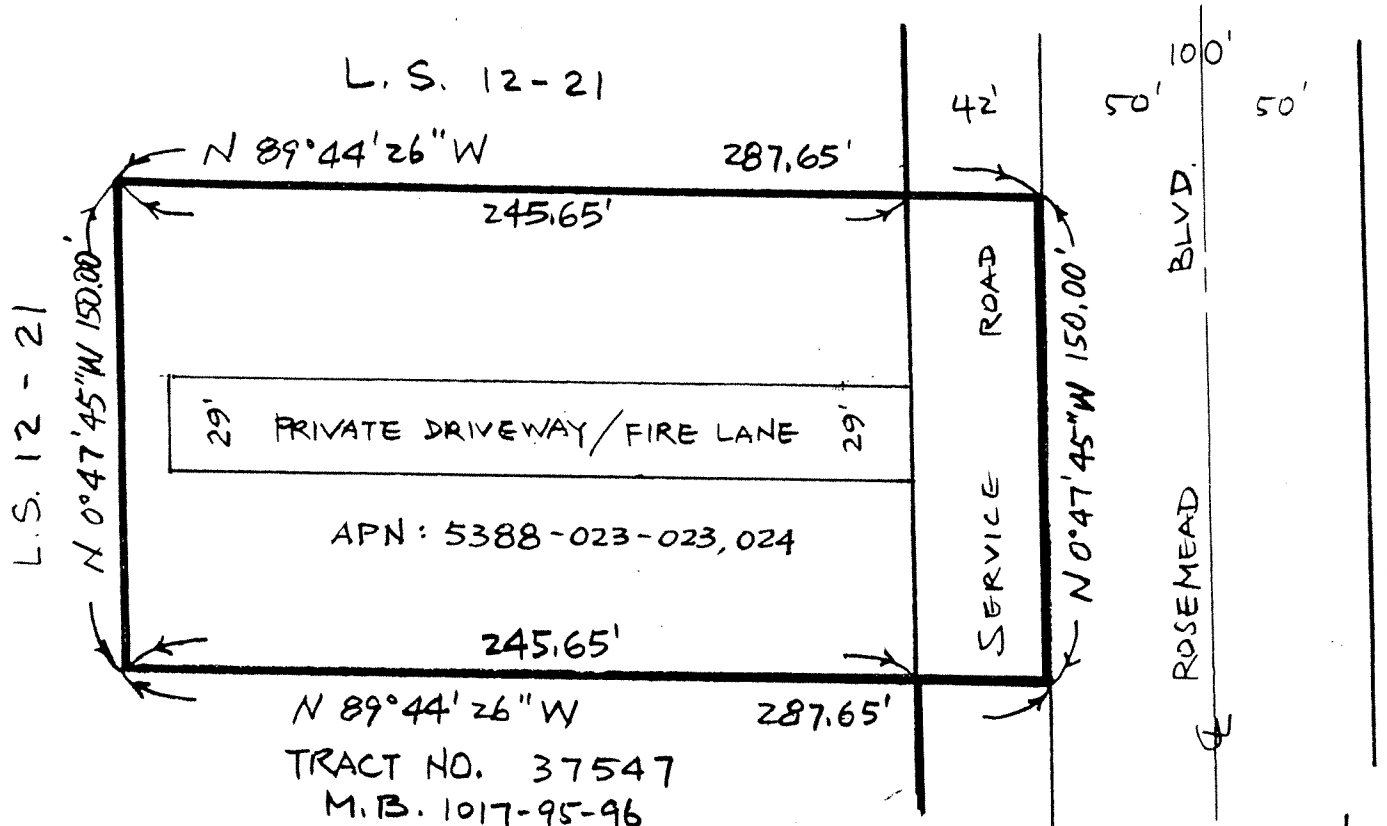 L. S. 12-21
100'
42'
50'
50'
N 89°44'26"W
287.65'
245.65'
L.S. 12-21
N 0°47'45"W 150.00'
29'
PRIVATE DRIVEWAY/FIRE LANE
29'
APN: 5388-023-023, 024
SERVICE ROAD
N 0°47'45"W 150.00'
ROSEMEAD BLVD.
℄
245.65'
N 89°44'26"W
287.65'
TRACT NO. 37547
M.B. 1017-95-96